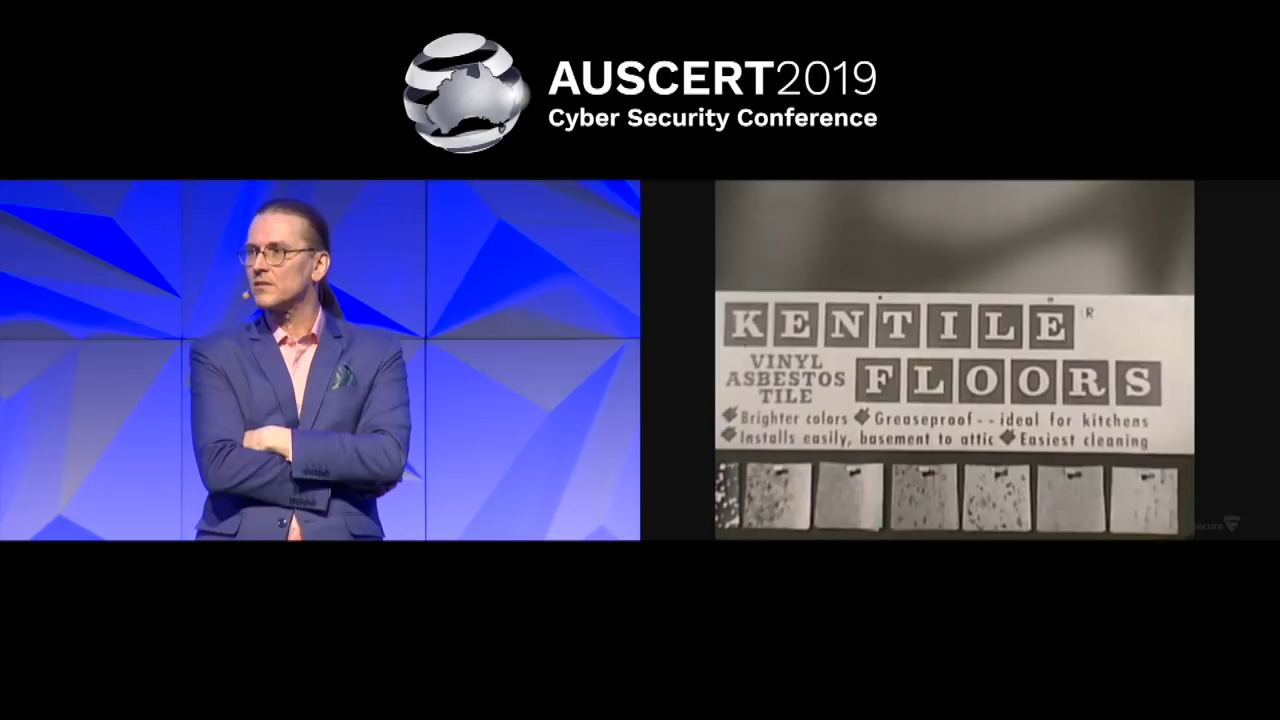 AUSCERT2019
Cyber Security Conference
KENTILE R
VINYL
ASBESTOS
TILE
FLOORS
Brighter colors Greaseproof -- ideal for kitchens
Installs easily, basement to attic Easiest cleaning